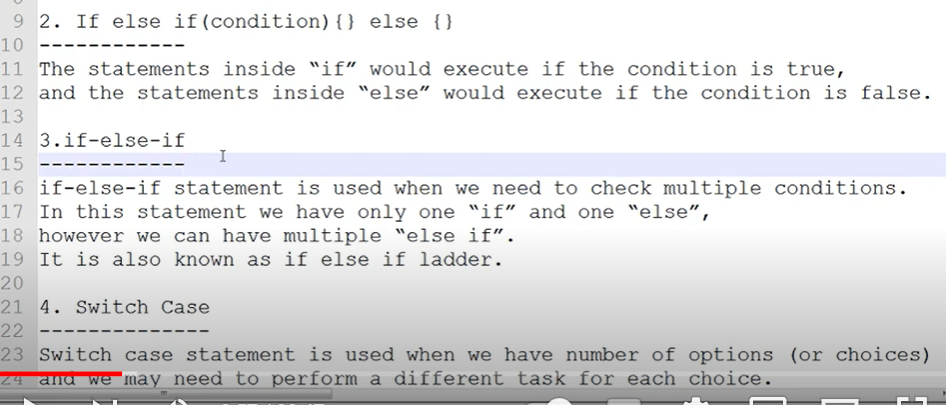 9 2. If else if(condition){} else {}
10 ------------
11 The statements inside “if” would execute if the condition is true,
12 and the statements inside “else” would execute if the condition is false.
13
14 3.if-else-if
15 ------------
16 if-else-if statement is used when we need to check multiple conditions.
17 In this statement we have only one “if” and one “else”,
18 however we can have multiple “else if”.
19 It is also known as if else if ladder.
20
21 4. Switch Case
22 --------------
23 Switch case statement is used when we have number of options (or choices)
24 and we may need to perform a different task for each choice.